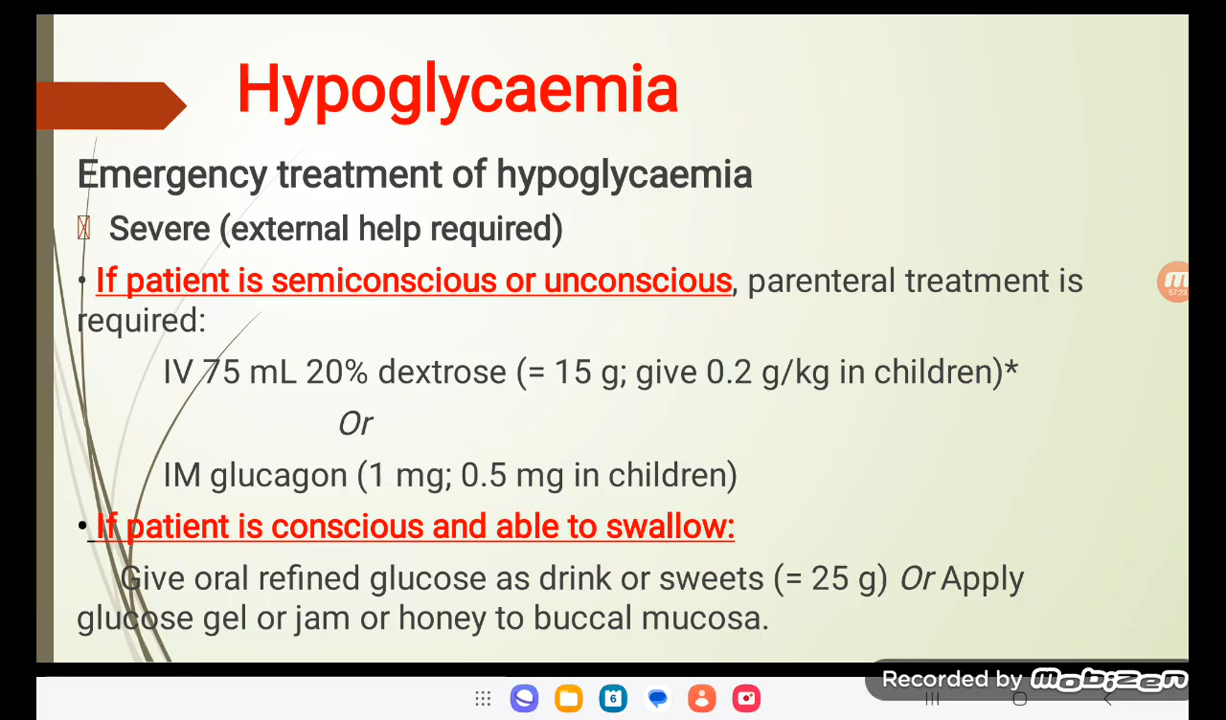 Hypoglycaemia
Emergency treatment of hypoglycaemia
Severe (external help required)
• If patient is semiconscious or unconscious, parenteral treatment is
required:
IV 75 mL 20% dextrose (= 15 g; give 0.2 g/kg in children)*
Or
IM glucagon (1 mg; 0.5 mg in children)
• If patient is conscious and able to swallow:
Give oral refined glucose as drink or sweets (= 25 g) Or Apply
glucose gel or jam or honey to buccal mucosa.
57:23
Recorded by mobizen
6